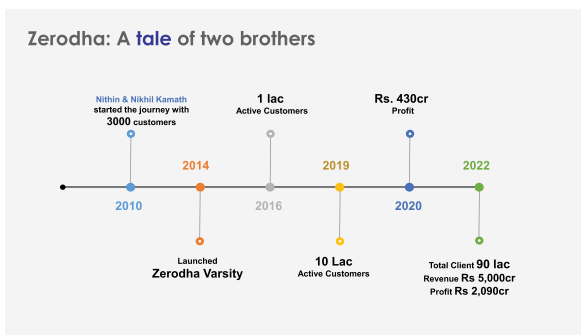 Zerodha: A tale of two brothers
Nithin & Nikhil Kamath
started the journey with
3000 customers
1 lac
Active Customers
Rs. 430cr
Profit
2014
2019
2022
2010
2016
2020
Launched
Zerodha Varsity
10 Lac
Active Customers
Total Client 90 lac
Revenue Rs 5,000cr
Profit Rs 2,090cr